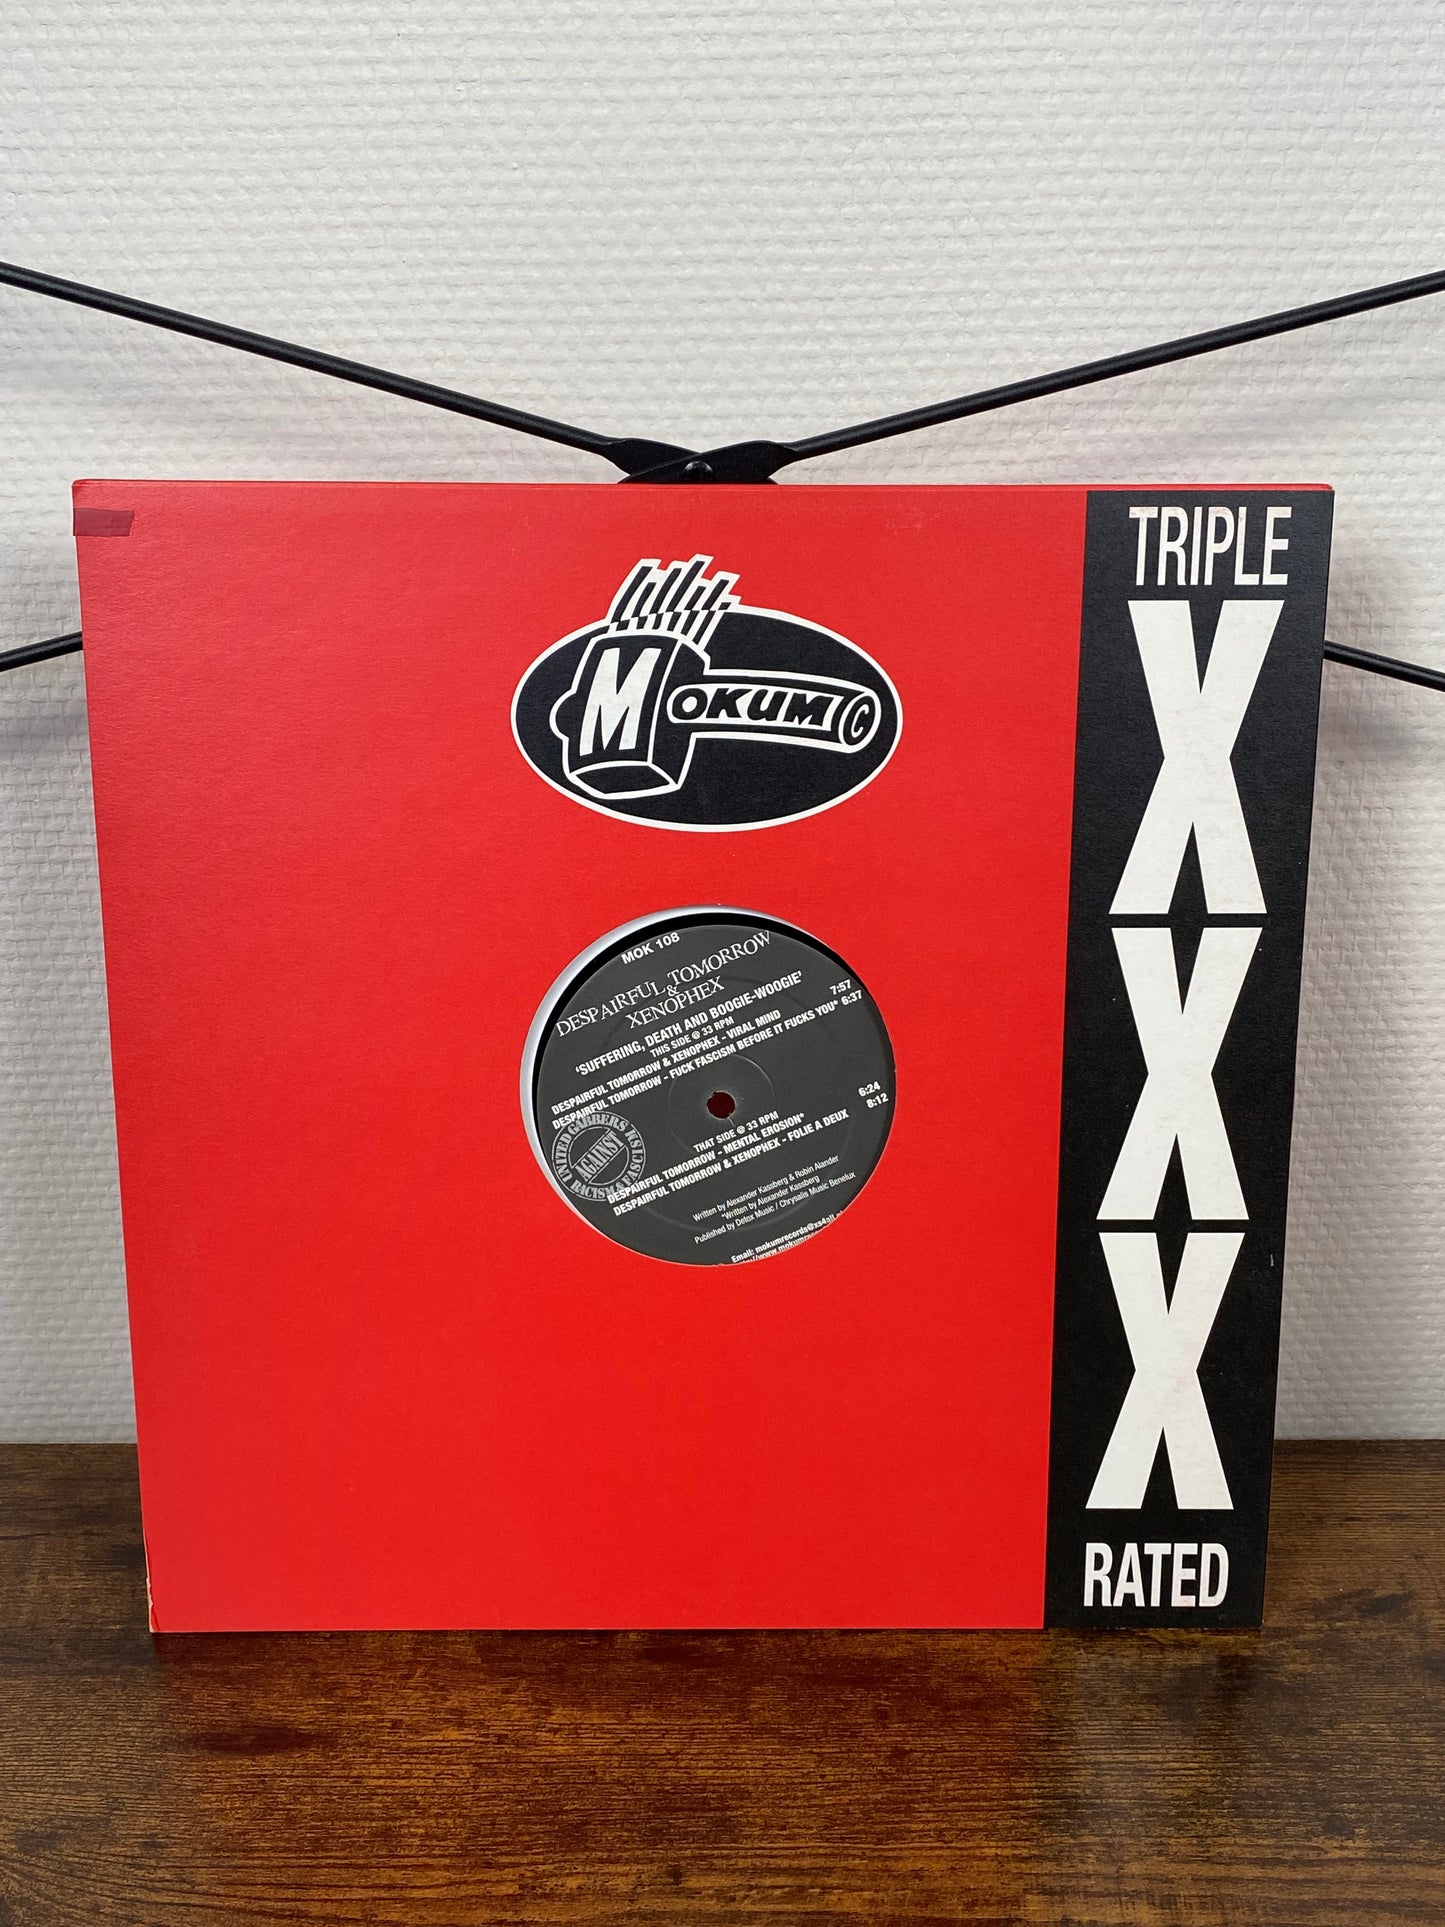 TRIPLE
X
X
X
RATED
MOKUM
MOK 108
DESPAIRFUL TOMORROW
&
XENOPHEX
'SUFFERING, DEATH AND BOOGIE-WOOGIE'
THIS SIDE @ 33 RPM
DESPAIRFUL TOMORROW & XENOPHEX - VIRAL MIND 7:57
DESPAIRFUL TOMORROW - FUCK FASCISM BEFORE IT FUCKS YOU* 6:37
THAT SIDE @ 33 RPM
DESPAIRFUL TOMORROW - MENTAL EROSION* 6:24
DESPAIRFUL TOMORROW & XENOPHEX - FOLIE A DEUX 8:12
UNITED GABBERS
AGAINST
RACISM & FASCISM
Written by Alexander Kassberg & Robin Alander
*Written by Alexander Kassberg
Published by Detox Music / Chrysalis Music Benelux
Email: mokumrecords@xs4all